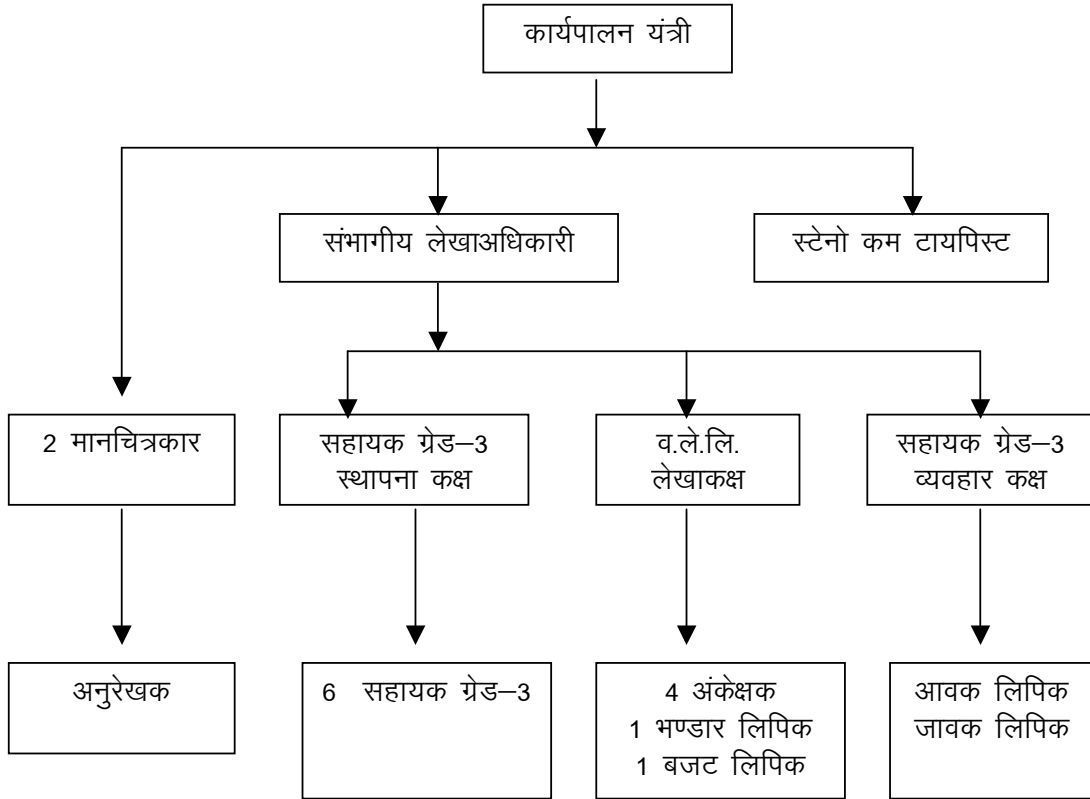 कार्यपालन यंत्री
संभागीय लेखाअधिकारी
स्टेनो कम टायपिस्ट
2 मानचित्रकार
सहायक ग्रेड–3
स्थापना कक्ष
व.ले.लि.
लेखाकक्ष
सहायक ग्रेड–3
व्यवहार कक्ष
अनुरेखक
6 सहायक ग्रेड–3
4 अंकेक्षक
1 भण्डार लिपिक
1 बजट लिपिक
आवक लिपिक
जावक लिपिक